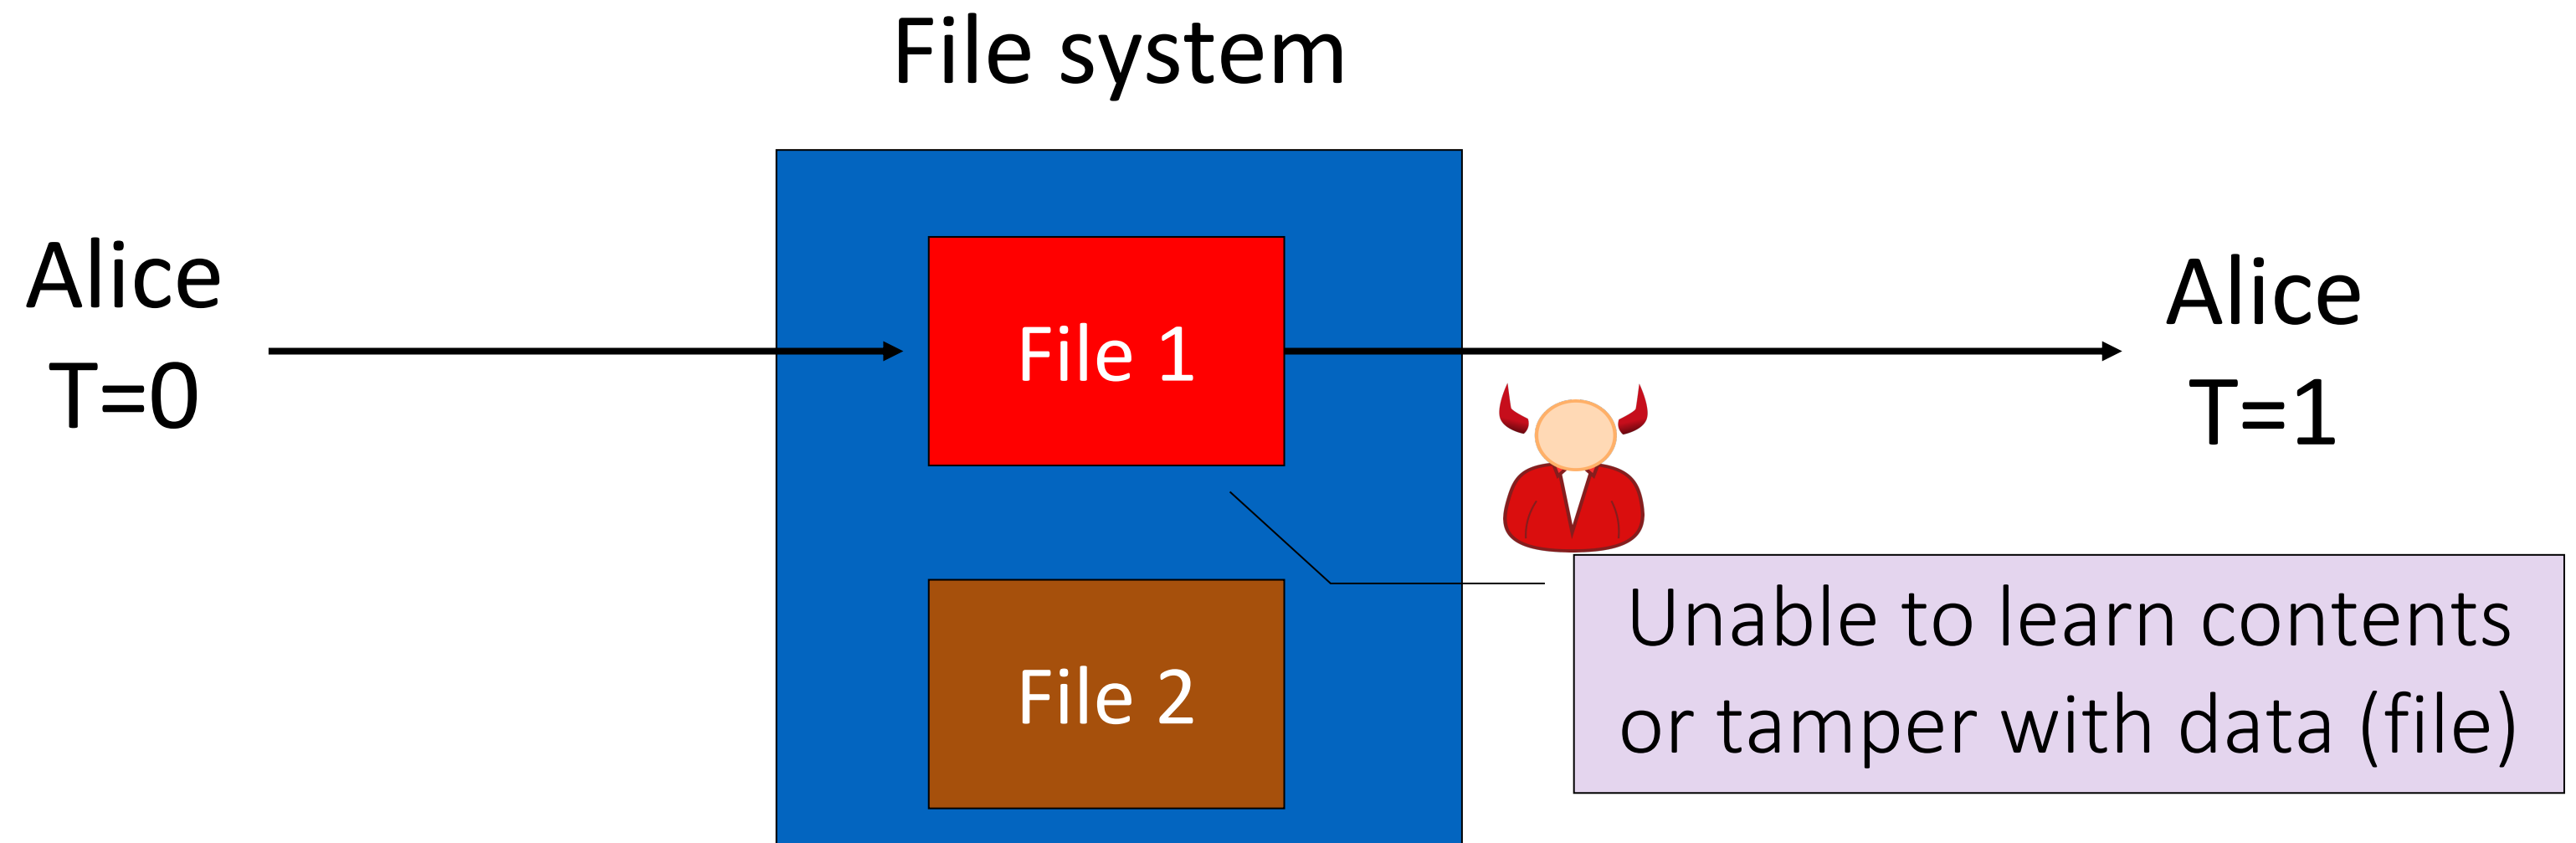 File system
Alice
T=0
File 1
Alice
T=1
File 2
Unable to learn contents
or tamper with data (file)